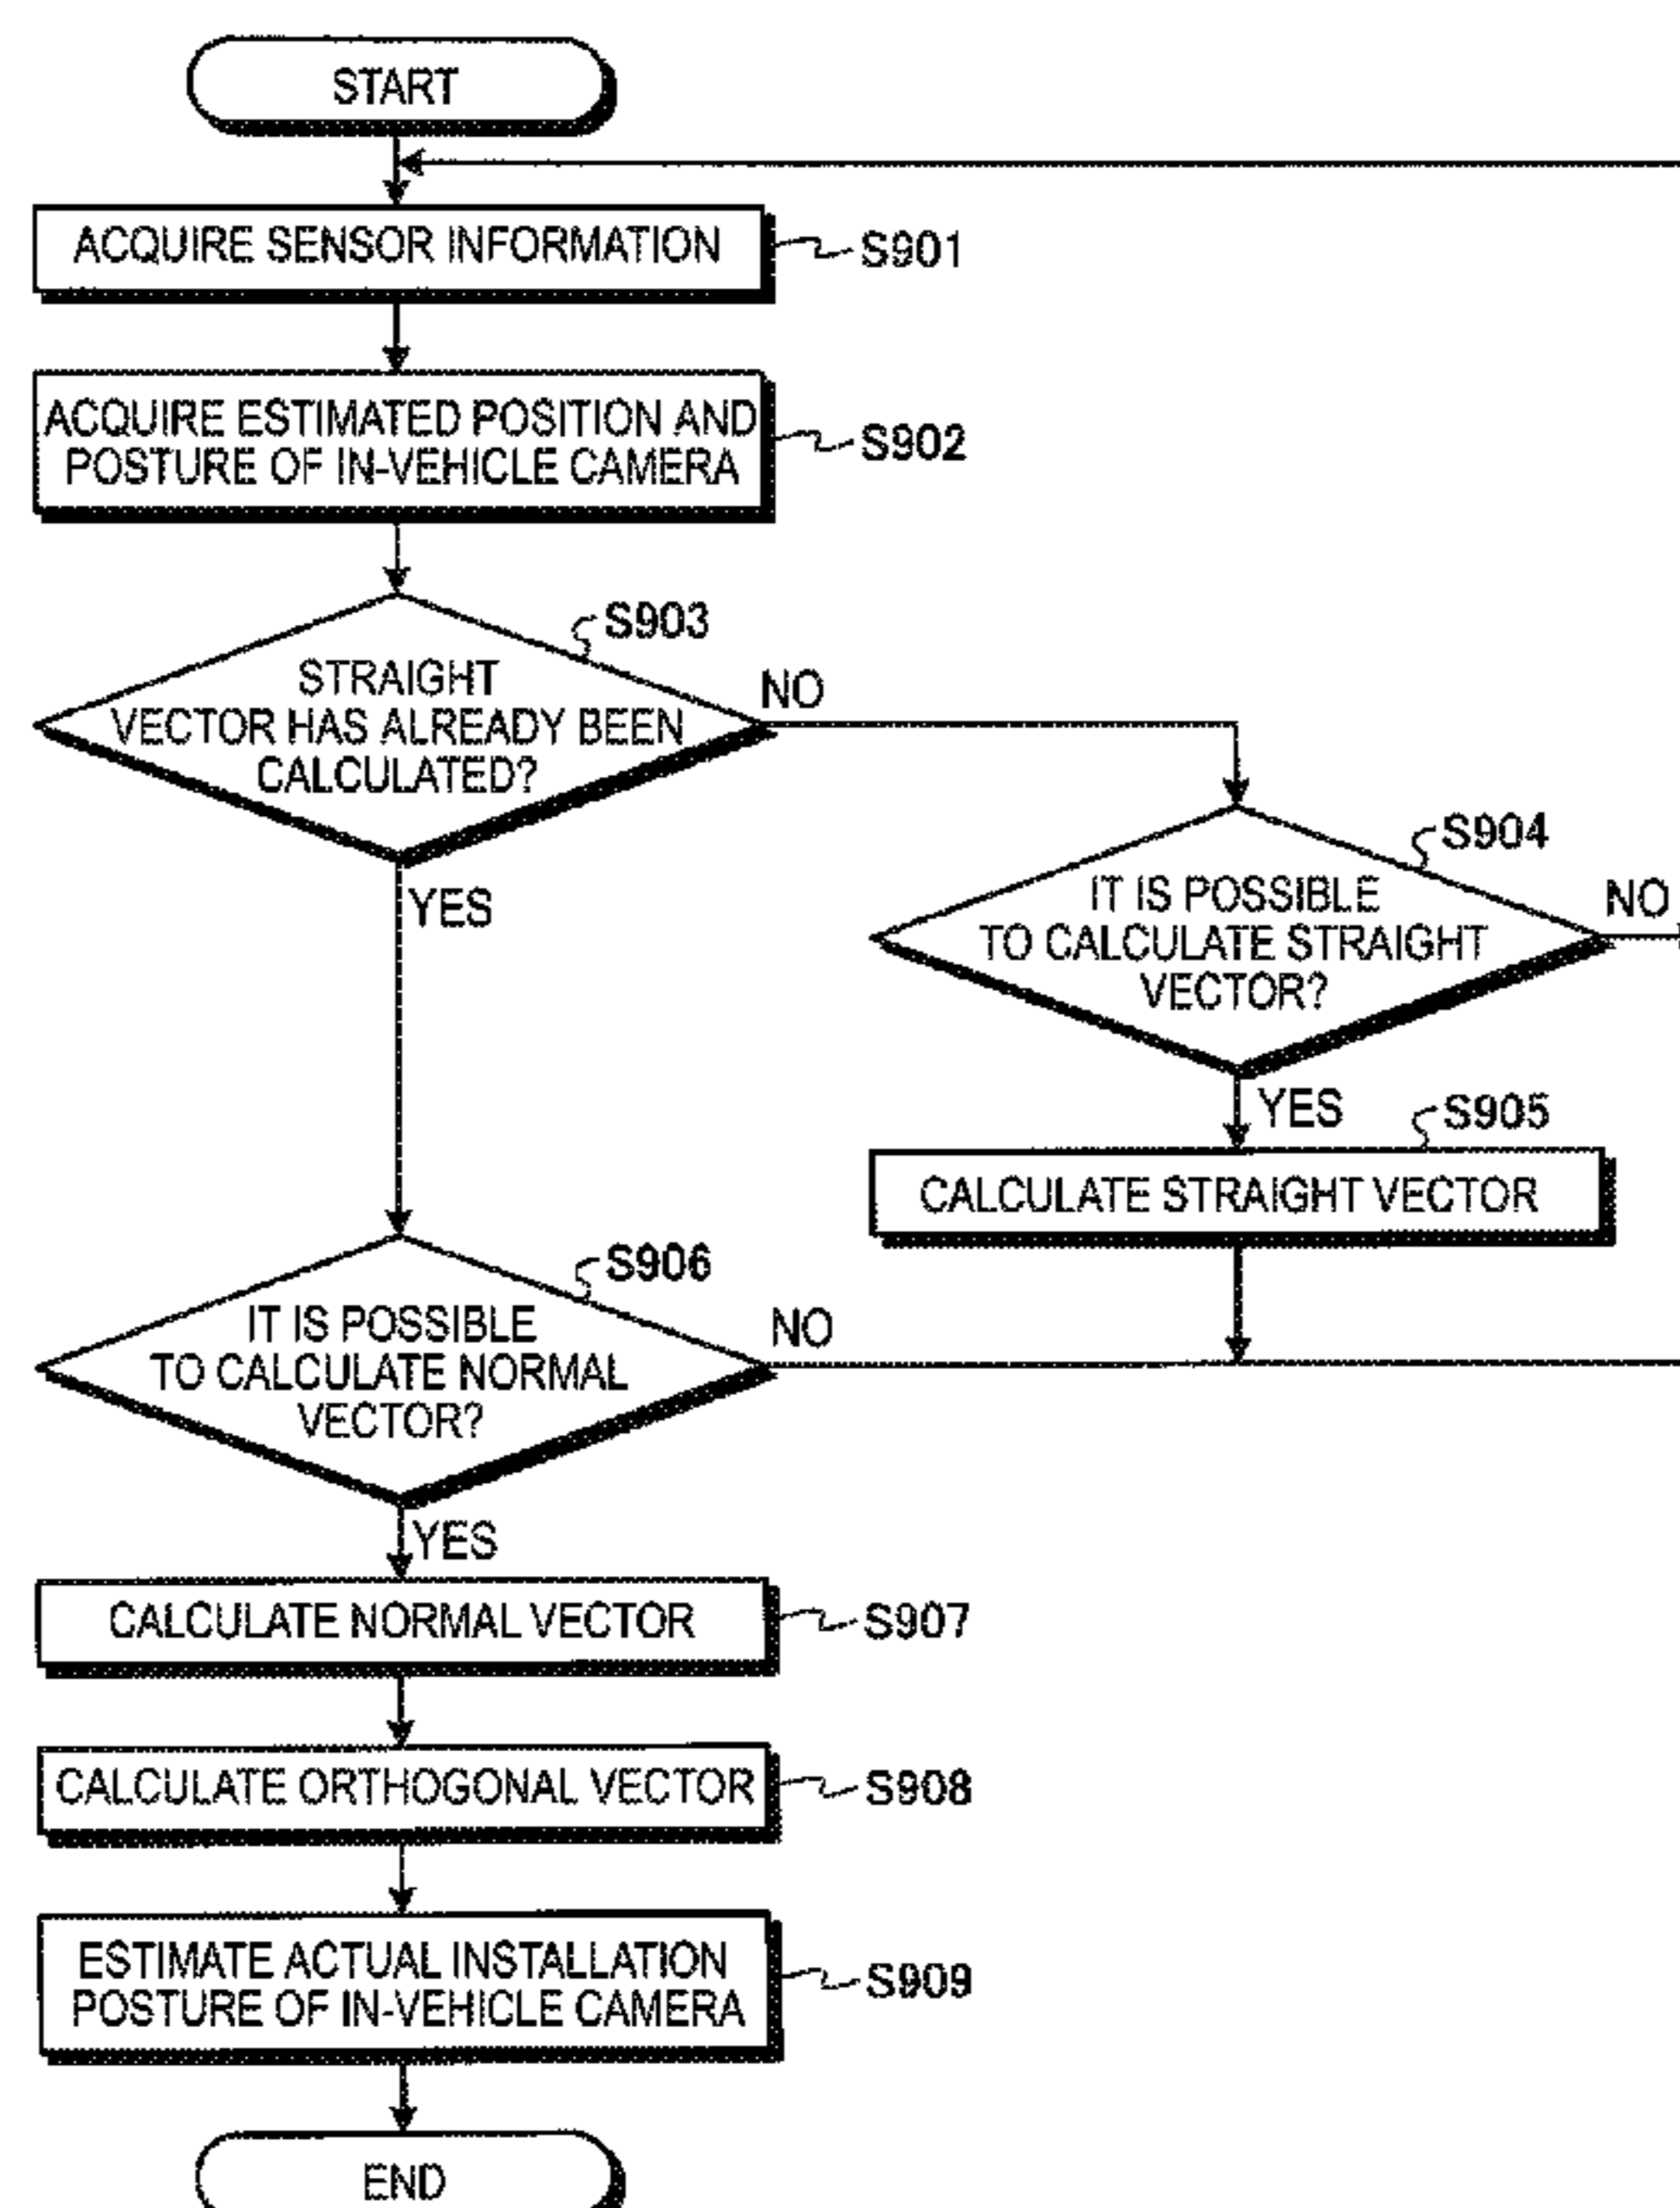 START
ACQUIRE SENSOR INFORMATION
S901
ACQUIRE ESTIMATED POSITION AND
POSTURE OF IN-VEHICLE CAMERA
S902
S903
STRAIGHT
VECTOR HAS ALREADY BEEN
CALCULATED?
NO
YES
S904
IT IS POSSIBLE
TO CALCULATE STRAIGHT
VECTOR?
NO
YES
S905
CALCULATE STRAIGHT VECTOR
S906
IT IS POSSIBLE
TO CALCULATE NORMAL
VECTOR?
NO
YES
CALCULATE NORMAL VECTOR
S907
CALCULATE ORTHOGONAL VECTOR
S908
ESTIMATE ACTUAL INSTALLATION
POSTURE OF IN-VEHICLE CAMERA
S909
END